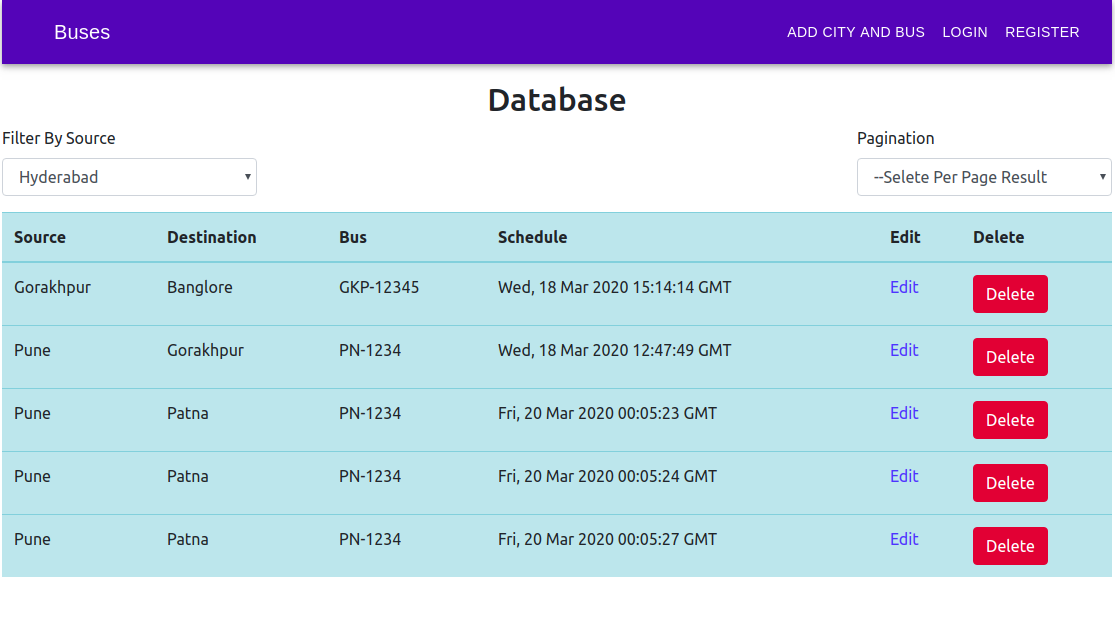 Buses ADD CITY AND BUS LOGIN REGISTER
Database
Filter By Source Pagination
Hyderabad --Selete Per Page Result
Source Destination Bus Schedule Edit Delete
Gorakhpur Banglore GKP-12345 Wed, 18 Mar 2020 15:14:14 GMT Edit Delete
Pune Gorakhpur PN-1234 Wed, 18 Mar 2020 12:47:49 GMT Edit Delete
Pune Patna PN-1234 Fri, 20 Mar 2020 00:05:23 GMT Edit Delete
Pune Patna PN-1234 Fri, 20 Mar 2020 00:05:24 GMT Edit Delete
Pune Patna PN-1234 Fri, 20 Mar 2020 00:05:27 GMT Edit Delete